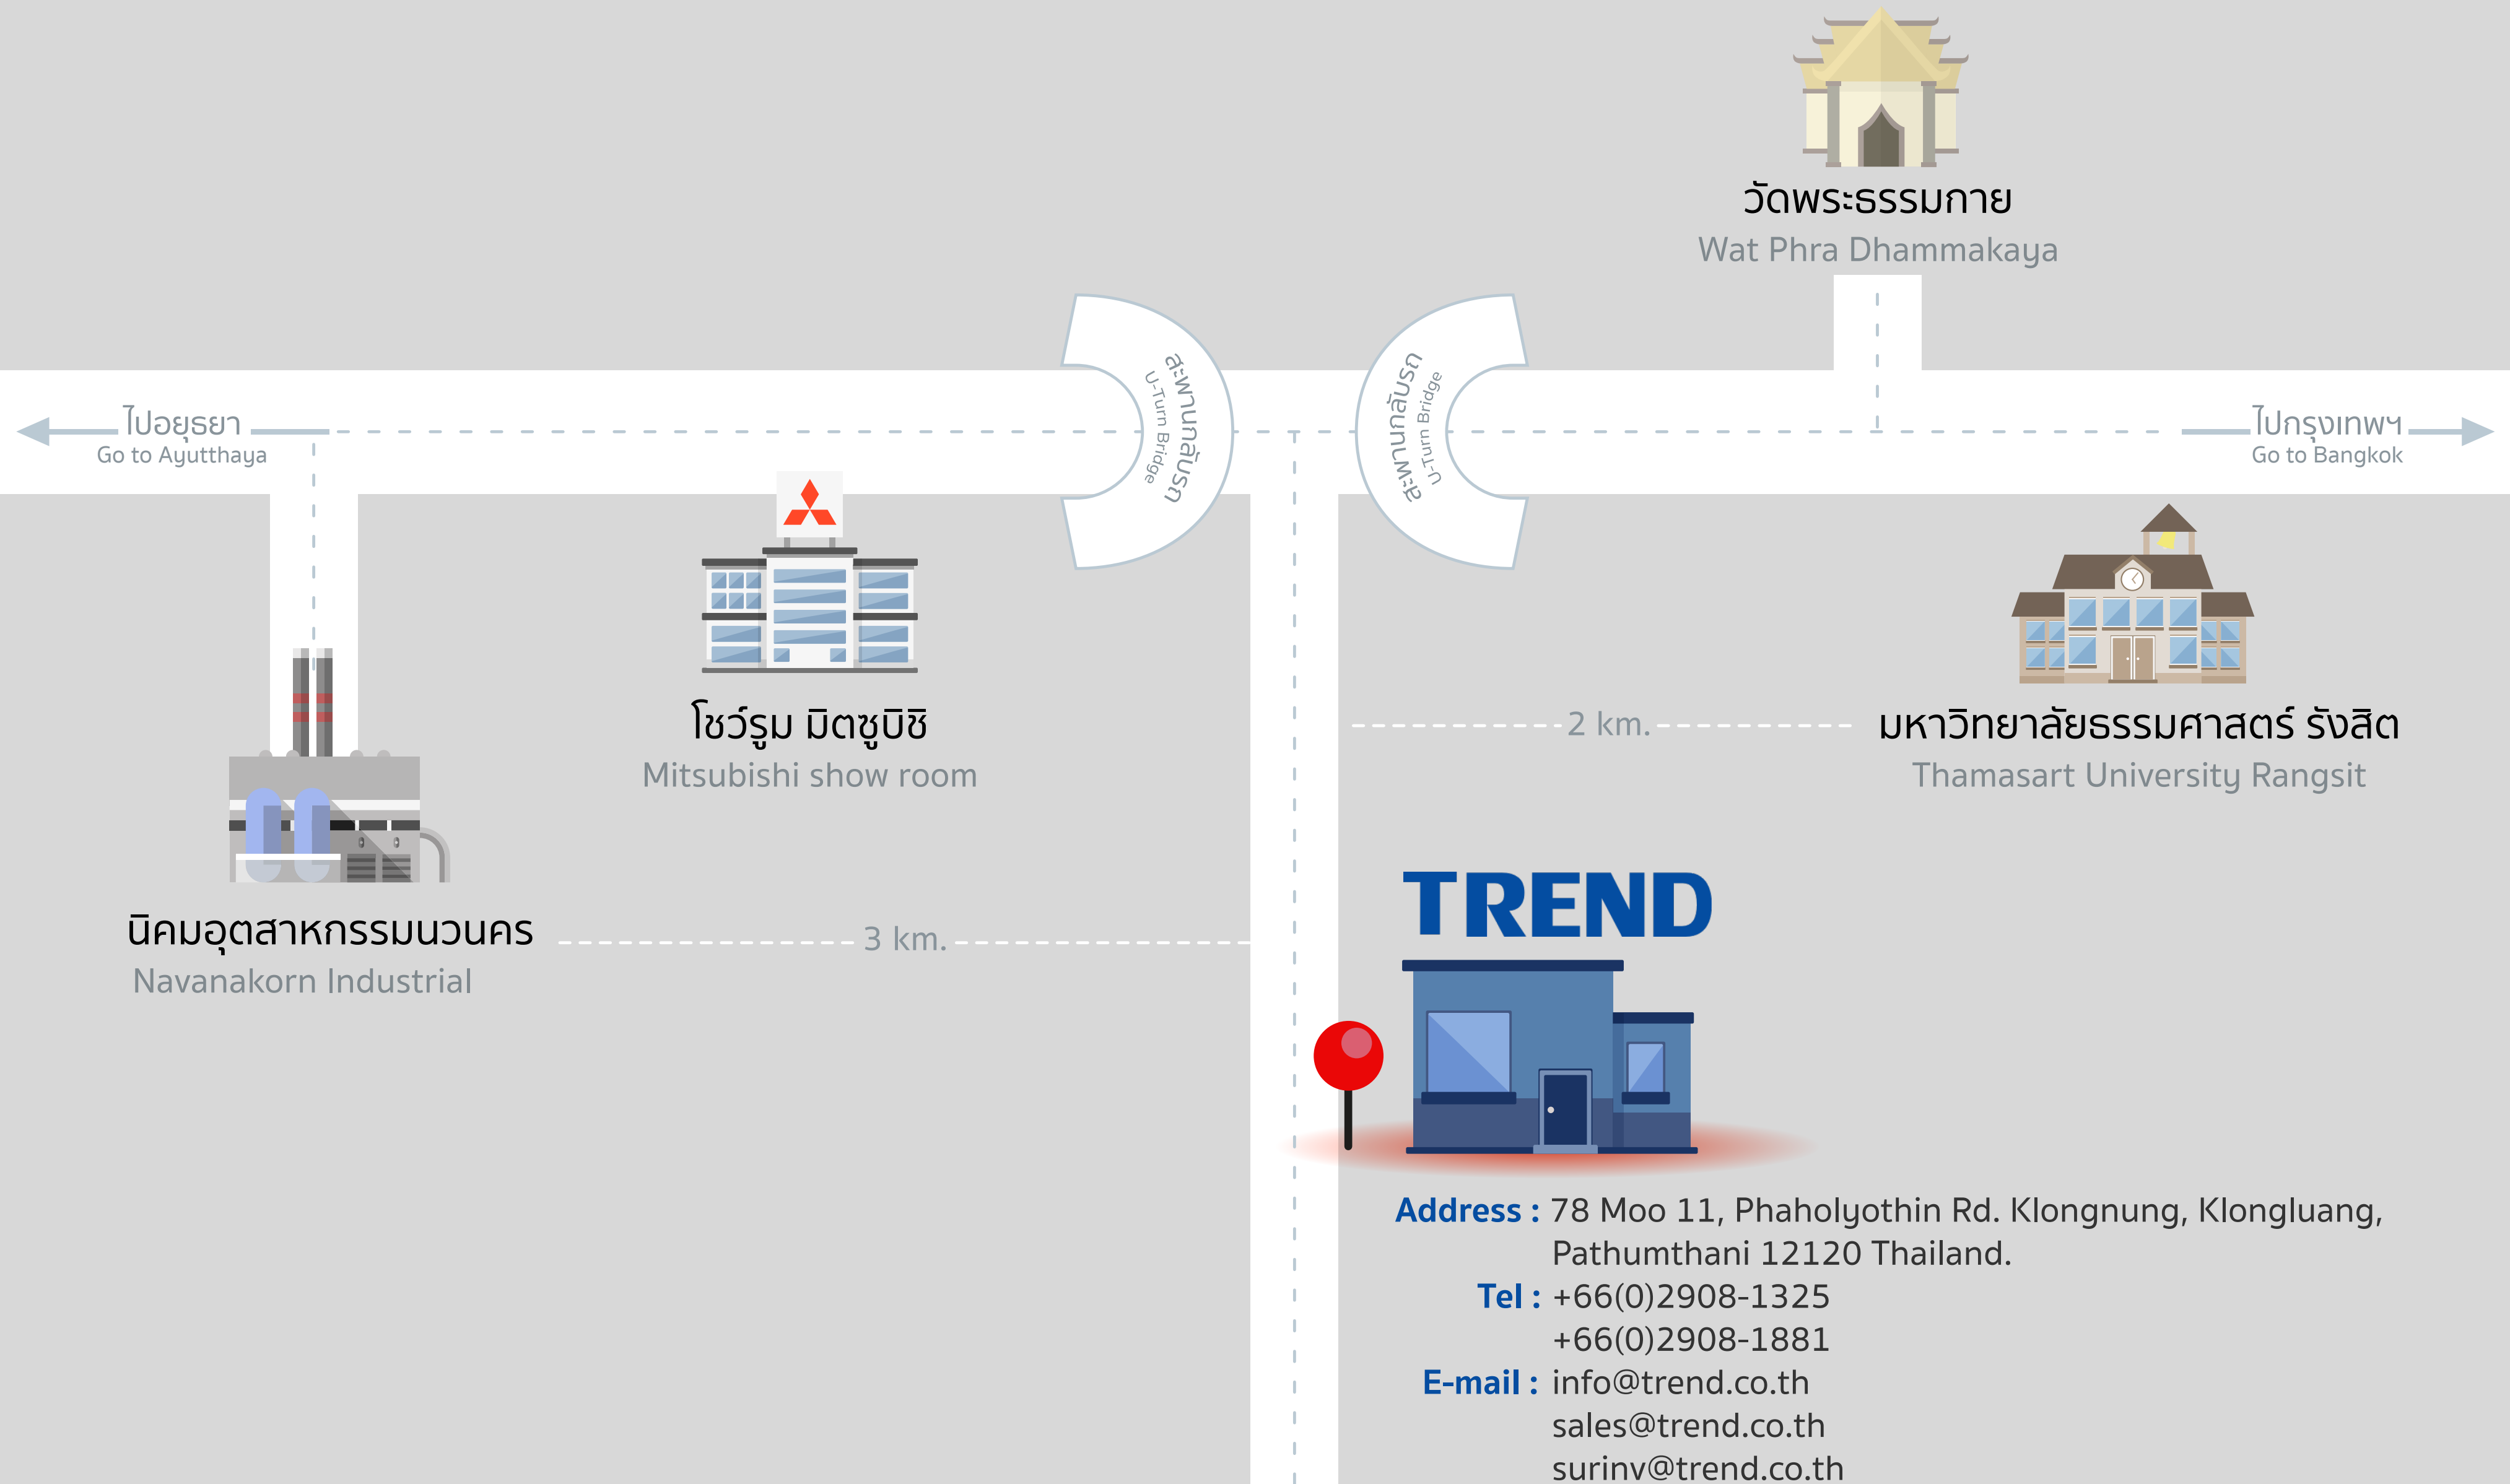 วัดพระธรรมกาย
Wat Phra Dhammakaya
ไปอยุธยา
Go to Ayutthaya
สะพานกลับรถ
U-Turn Bridge
สะพานกลับรถ
U-Turn Bridge
ไปกรุงเทพฯ
Go to Bangkok
โชว์รูม มิตซูบิชิ
Mitsubishi show room
2 km.
มหาวิทยาลัยธรรมศาสตร์ รังสิต
Thamasart University Rangsit
นิคมอุตสาหกรรมนวนคร
Navanakorn Industrial
3 km.
TREND
Address : 78 Moo 11, Phaholyothin Rd. Klongnung, Klongluang,
Pathumthani 12120 Thailand.
Tel : +66(0)2908-1325
+66(0)2908-1881
E-mail : info@trend.co.th
sales@trend.co.th
surinv@trend.co.th